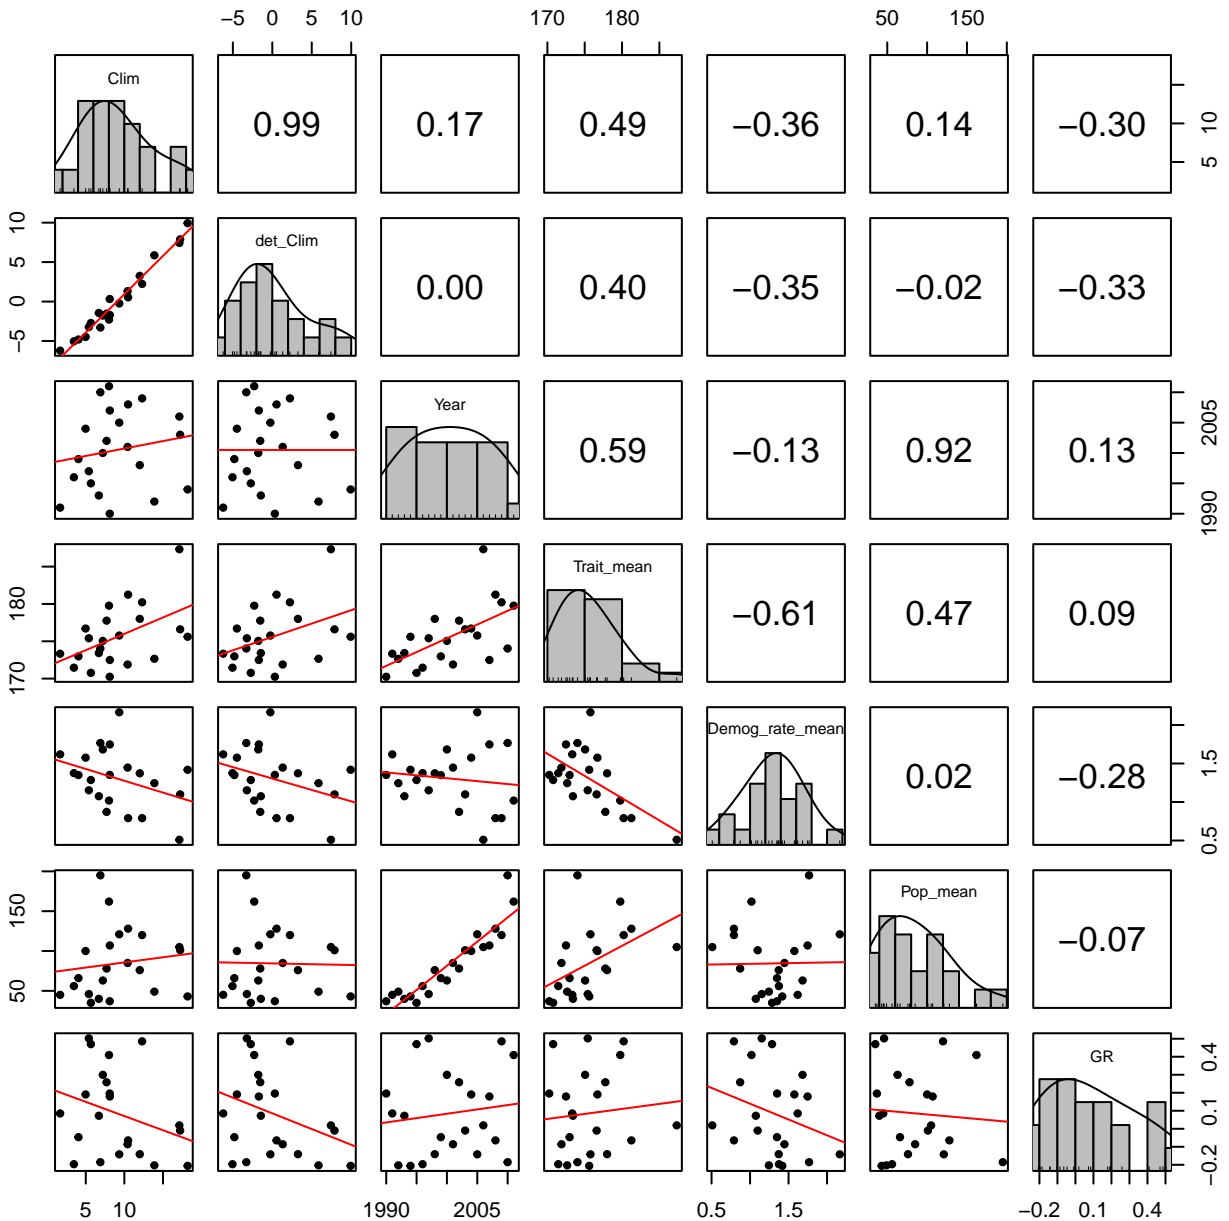 −5 0 5 10 170 180 50 150
Clim
0.99 0.17 0.49 −0.36 0.14 −0.30
5 10
−5 0 5 10
det_Clim
0.00 0.40 −0.35 −0.02 −0.33
Year
0.59 −0.13 0.92 0.13
1990 2005
170 180
Trait_mean
−0.61 0.47 0.09
Demog_rate_mean
0.02 −0.28
0.5 1.5
50 150
Pop_mean
−0.07
GR
−0.2 0.1 0.4
5 10 1990 2005 0.5 1.5 −0.2 0.1 0.4